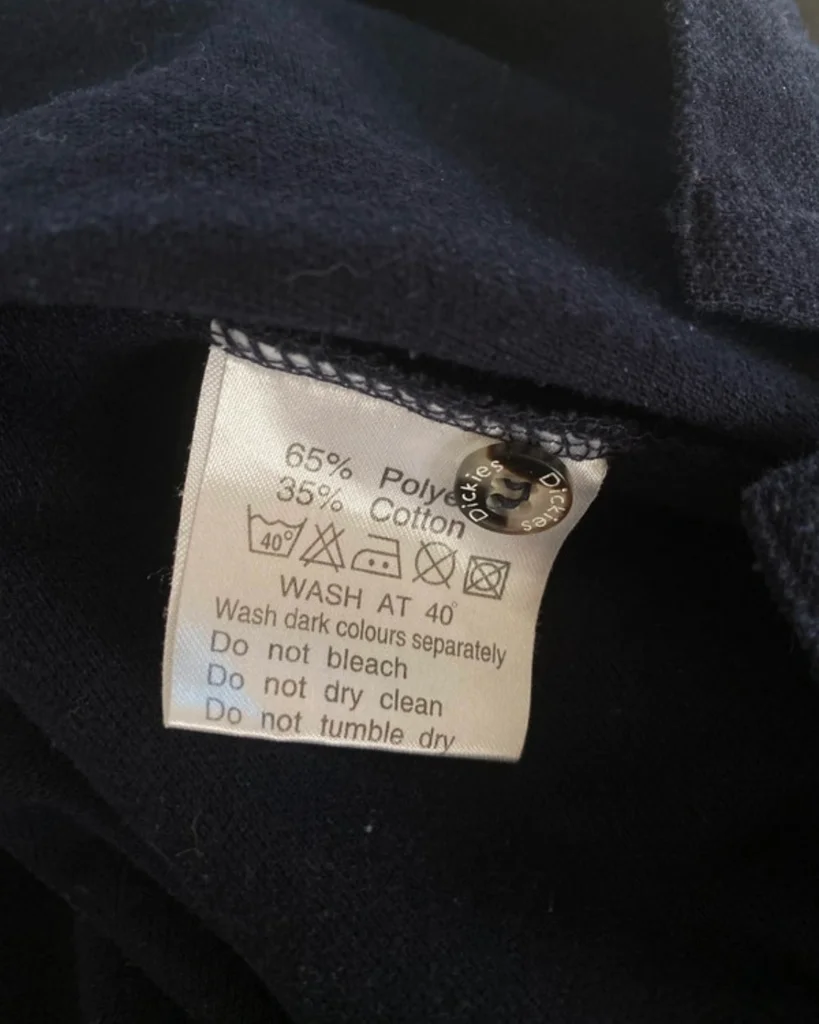 65% Polye
35% Cotton
Dickies Dickies
40°
WASH AT 40°
Wash dark colours separately
Do not bleach
Do not dry clean
Do not tumble dry